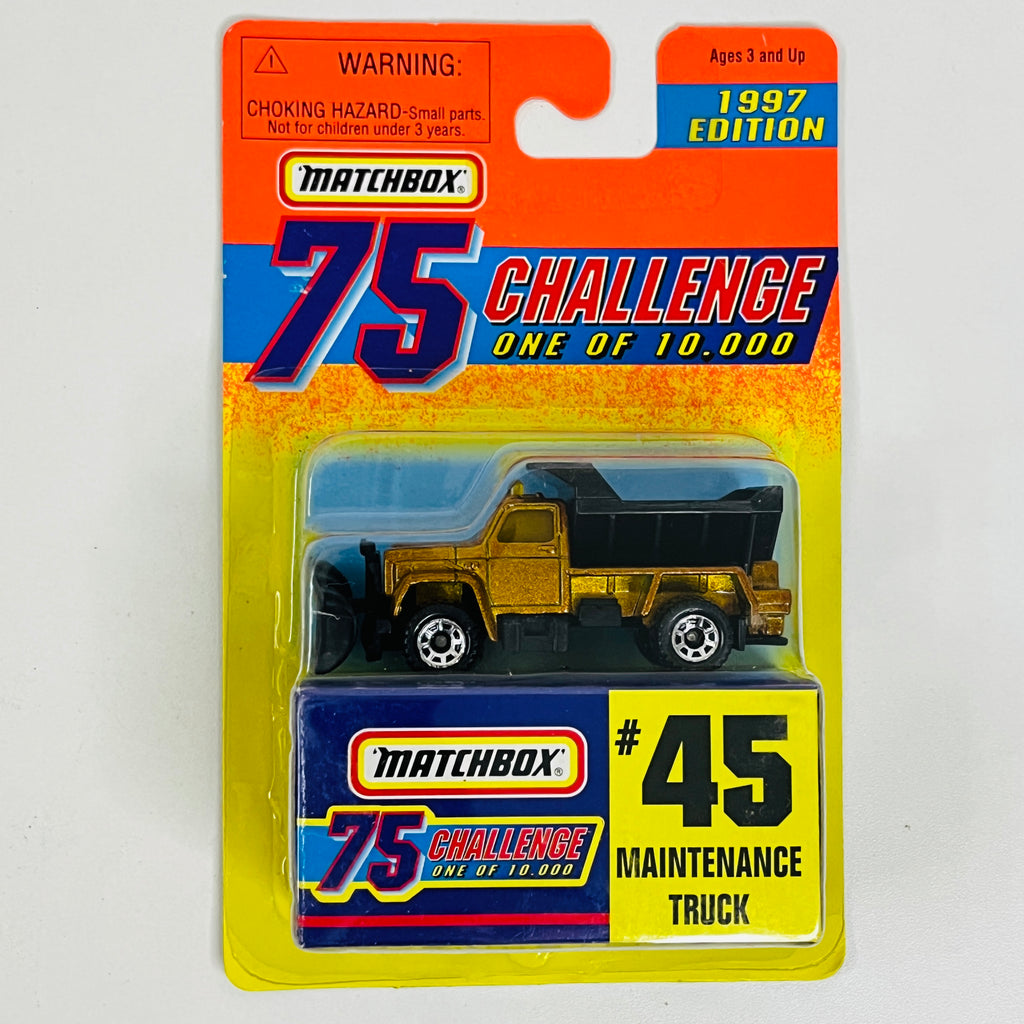 WARNING:
CHOKING HAZARD-Small parts.
Not for children under 3 years.
Ages 3 and Up
1997
EDITION
MATCHBOX®
75 CHALLENGE
ONE OF 10.000
MATCHBOX®
75 CHALLENGE
ONE OF 10.000
#45
MAINTENANCE
TRUCK